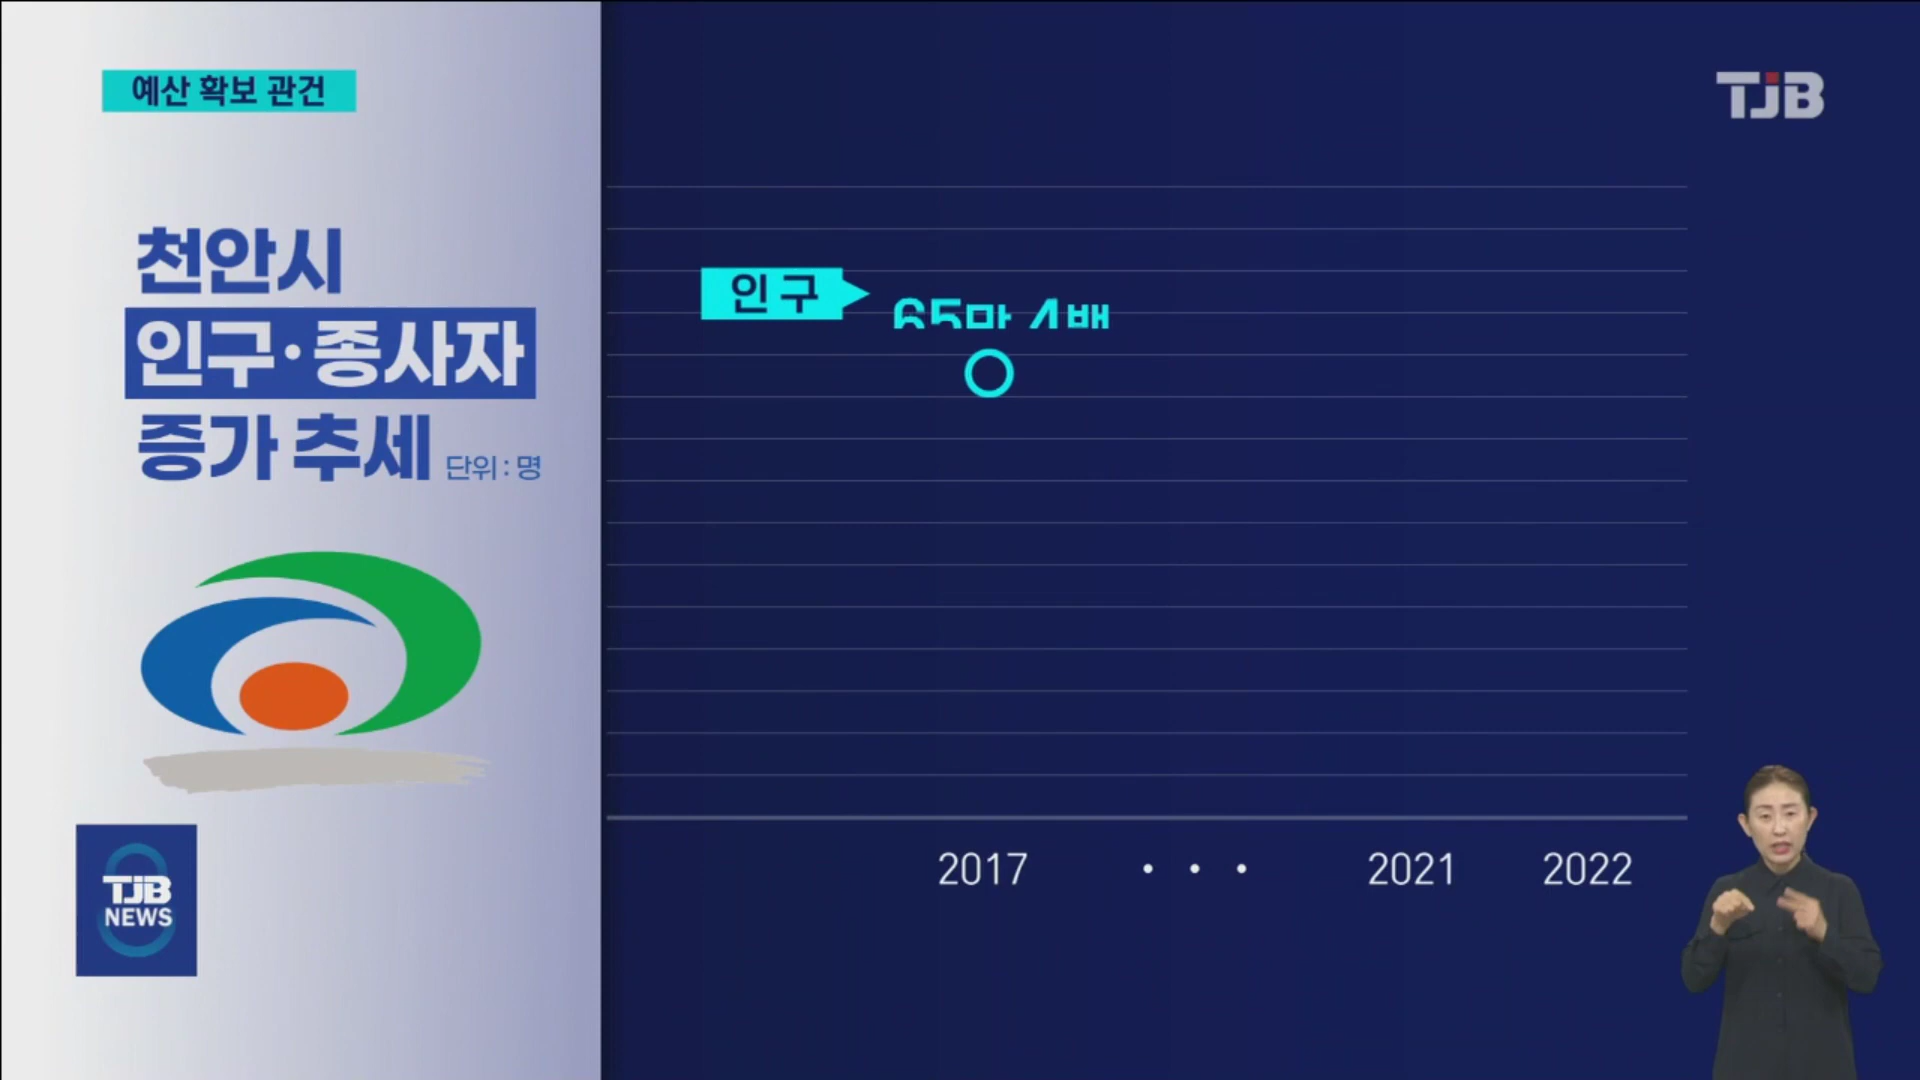 예산 확보 관건
TJB
천안시
인구·종사자
증가 추세 단위 : 명
인구
2017 · · · 2021 2022
TJB
NEWS